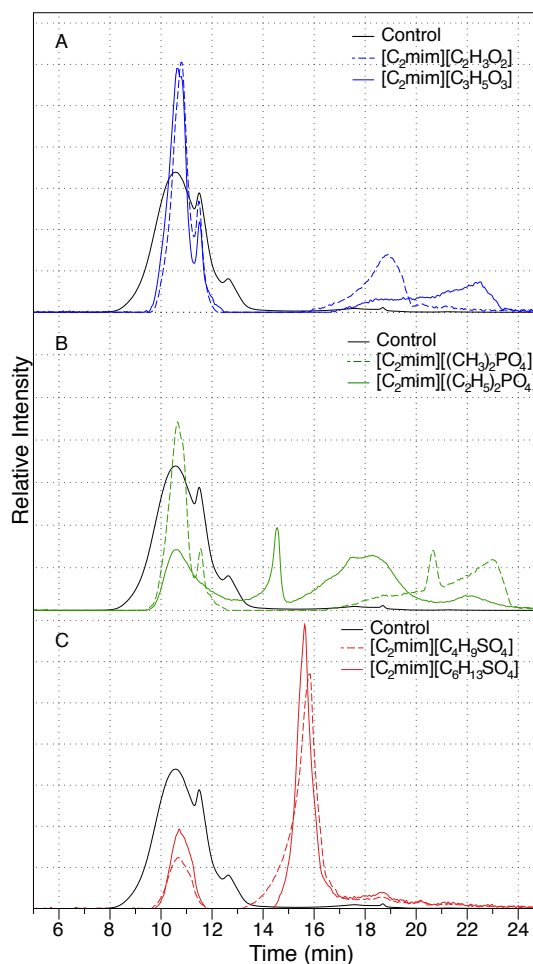 A
Control
[C₂mim][C₂H₃O₂]
[C₂mim][C₃H₅O₃]
B
Control
[C₂mim][(CH₃)₂PO₄]
[C₂mim][(C₂H₅)₂PO₄]
C
Control
[C₂mim][C₄H₉SO₄]
[C₂mim][C₆H₁₃SO₄]
Relative Intensity
6 8 10 12 14 16 18 20 22 24
Time (min)